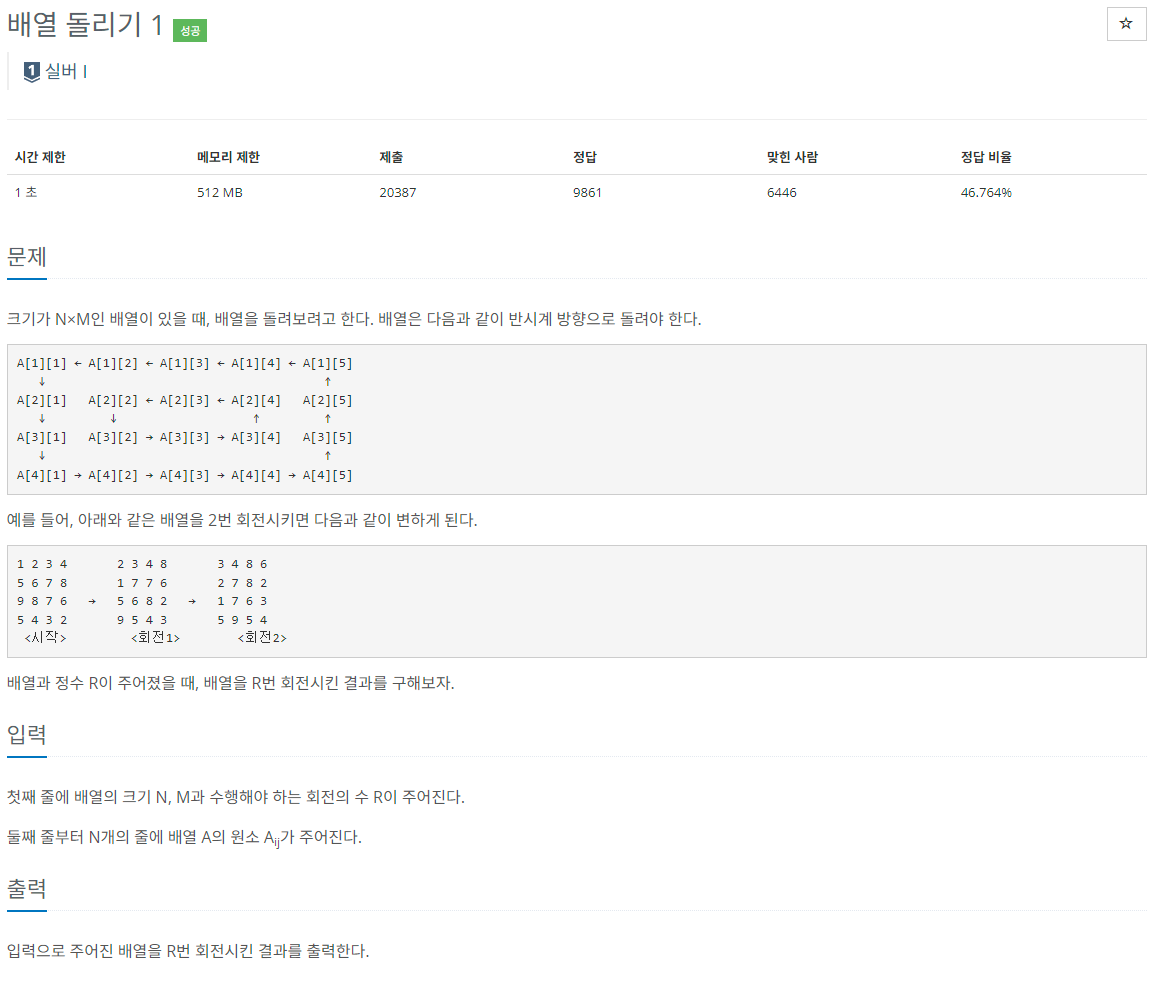 배열 돌리기 1 성공 ☆
1 실버 I
시간 제한 메모리 제한 제출 정답 맞힌 사람 정답 비율
1 초 512 MB 20387 9861 6446 46.764%
문제
크기가 N×M인 배열이 있을 때, 배열을 돌려보려고 한다. 배열은 다음과 같이 반시계 방향으로 돌려야 한다.
A[1][1] ← A[1][2] ← A[1][3] ← A[1][4] ← A[1][5]
↓ ↑
A[2][1] A[2][2] ← A[2][3] ← A[2][4] A[2][5]
↓ ↓ ↑ ↑
A[3][1] A[3][2] → A[3][3] → A[3][4] A[3][5]
↓ ↑
A[4][1] → A[4][2] → A[4][3] → A[4][4] → A[4][5]
예를 들어, 아래와 같은 배열을 2번 회전시키면 다음과 같이 변하게 된다.
1 2 3 4 2 3 4 8 3 4 8 6
5 6 7 8 1 7 7 6 2 7 8 2
9 8 7 6 → 5 6 8 2 → 1 7 6 3
5 4 3 2 9 5 4 3 5 9 5 4
<시작> <회전1> <회전2>
배열과 정수 R이 주어졌을 때, 배열을 R번 회전시킨 결과를 구해보자.
입력
첫째 줄에 배열의 크기 N, M과 수행해야 하는 회전의 수 R이 주어진다.
둘째 줄부터 N개의 줄에 배열 A의 원소 Aij가 주어진다.
출력
입력으로 주어진 배열을 R번 회전시킨 결과를 출력한다.